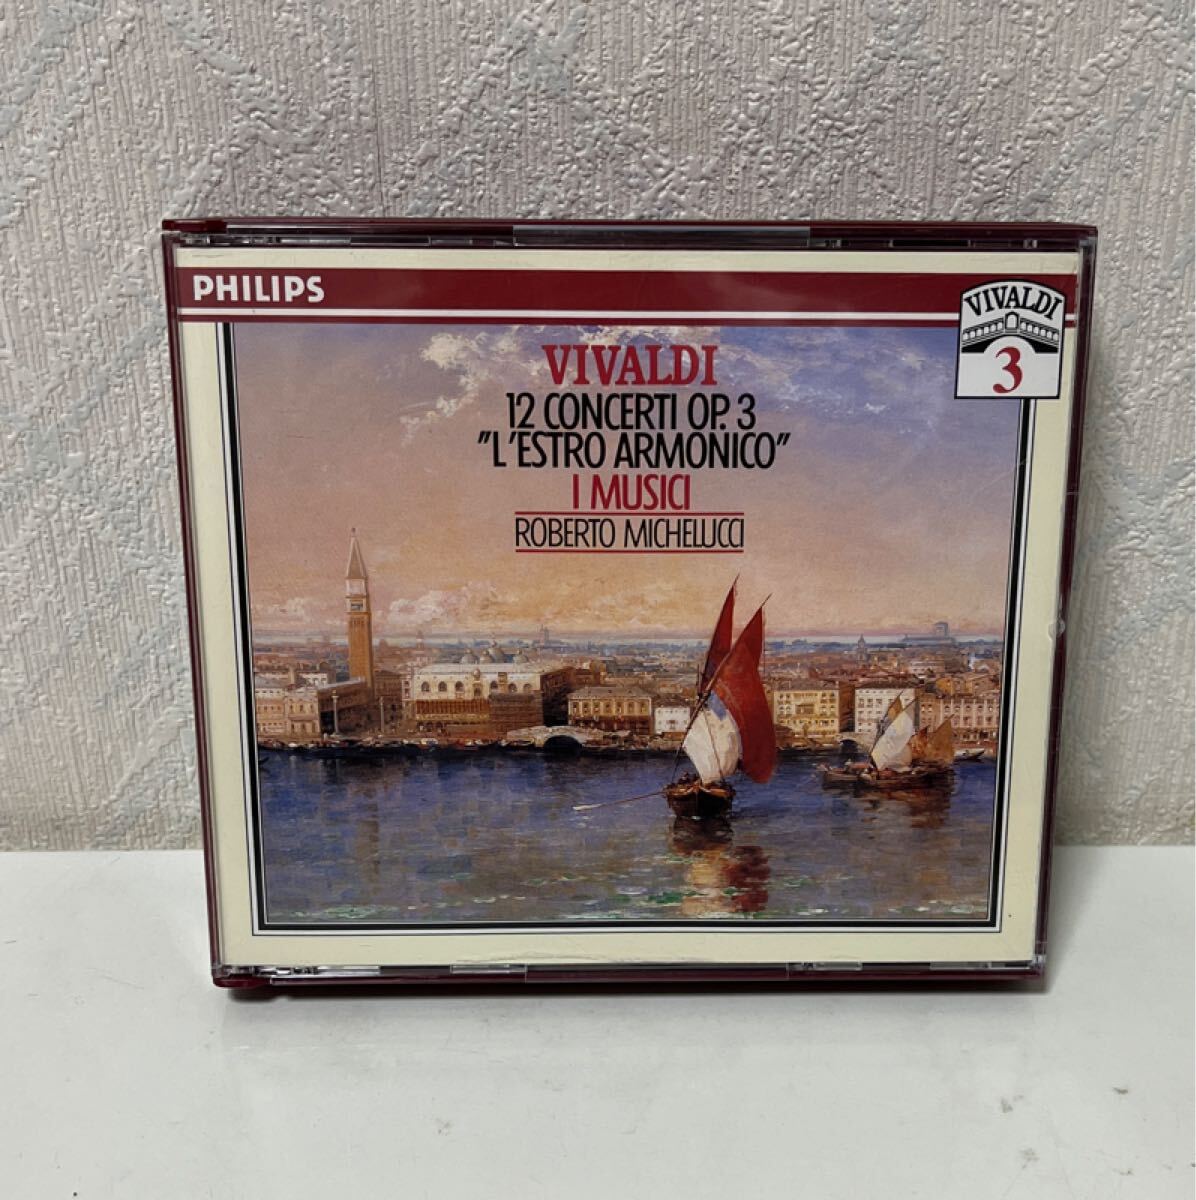 PHILIPS
VIVALDI
3
VIVALDI
12 CONCERTI OP. 3
"L'ESTRO ARMONICO"
I MUSICI
ROBERTO MICHELUCCI